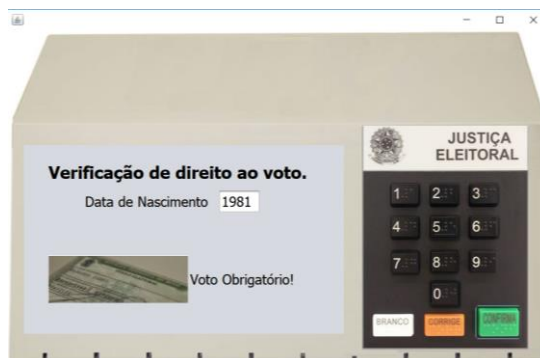 Verificação de direito ao voto.
Data de Nascimento 1981
Voto Obrigatório!
JUSTIÇA
ELEITORAL
1 2 3
4 5 6
7 8 9
0
BRANCO CORRIGE CONFIRMA